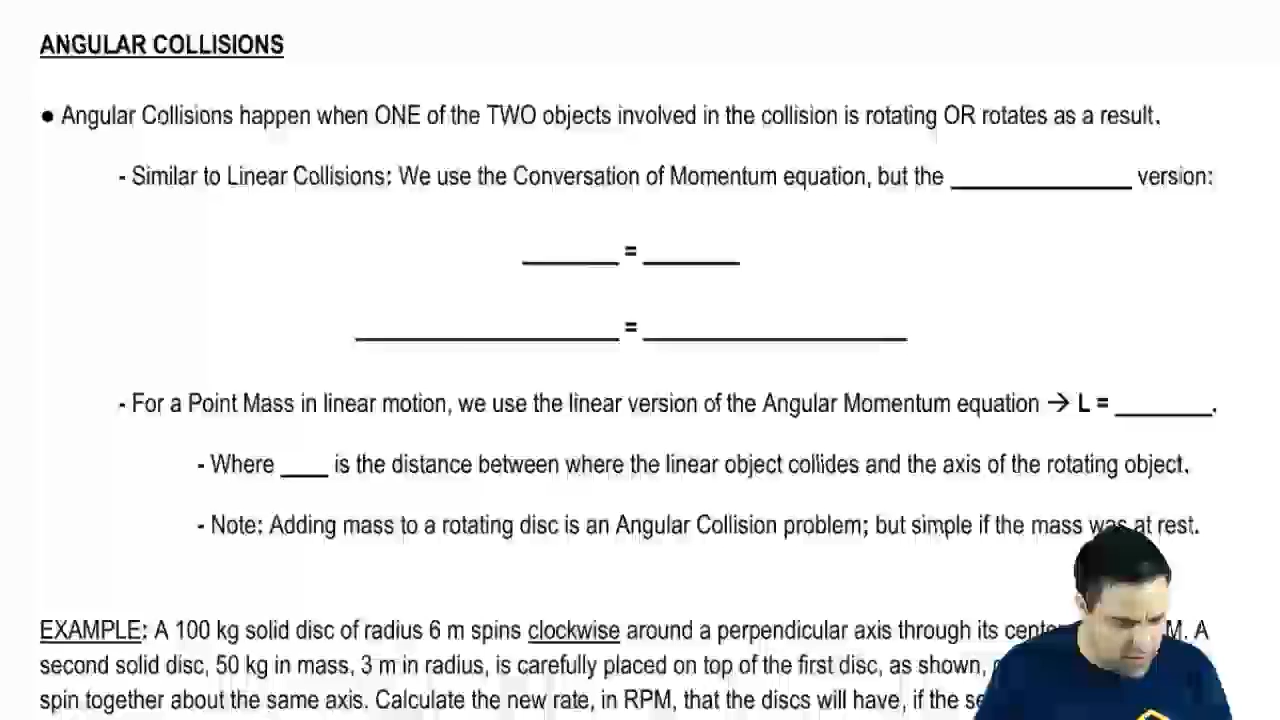 ANGULAR COLLISIONS
● Angular Collisions happen when ONE of the TWO objects involved in the collision is rotating OR rotates as a result.
- Similar to Linear Collisions: We use the Conversation of Momentum equation, but the _______________ version:
________ = ________
______________________ = ______________________
- For a Point Mass in linear motion, we use the linear version of the Angular Momentum equation → L = ________.
- Where ____ is the distance between where the linear object collides and the axis of the rotating object.
- Note: Adding mass to a rotating disc is an Angular Collision problem; but simple if the mass was at rest.
EXAMPLE: A 100 kg solid disc of radius 6 m spins clockwise around a perpendicular axis through its M. A
second solid disc, 50 kg in mass, 3 m in radius, is carefully placed on top of the first disc, as shown,
spin together about the same axis. Calculate the new rate, in RPM, that the discs will have, if the